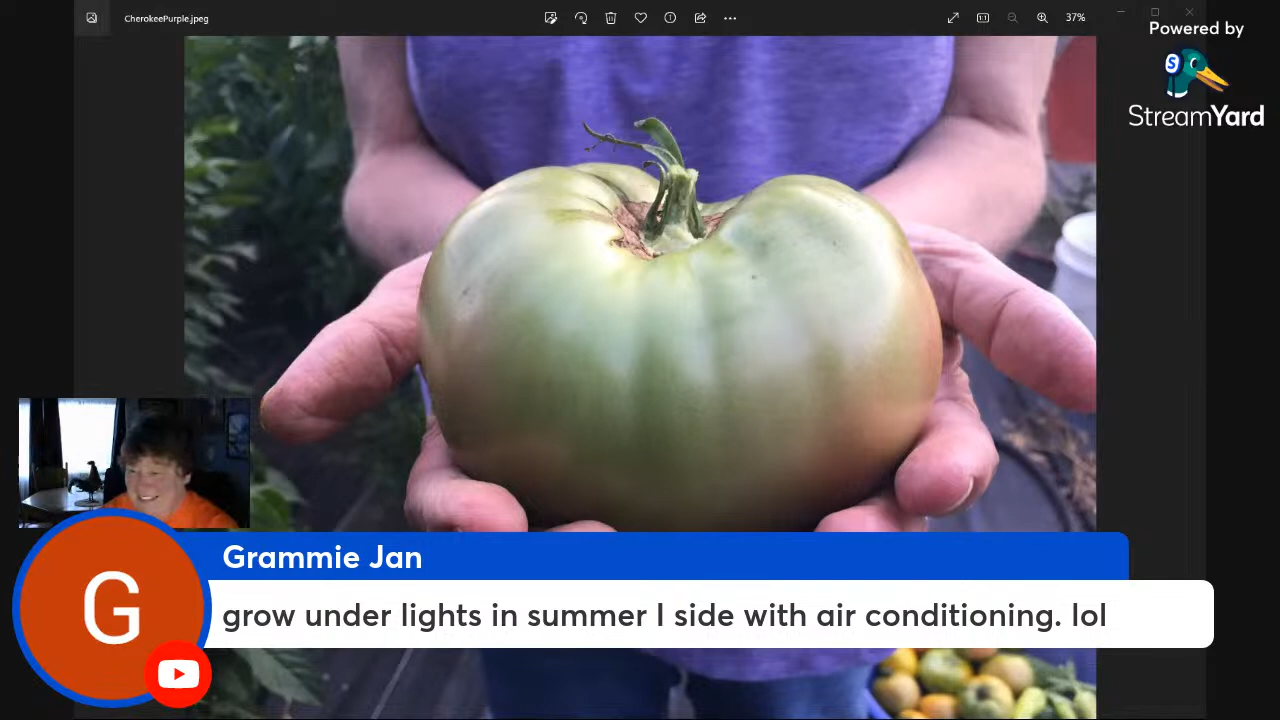 CherokeePurple.jpeg
37%
Powered by
S
StreamYard
G
Grammie Jan
grow under lights in summer I side with air conditioning. lol